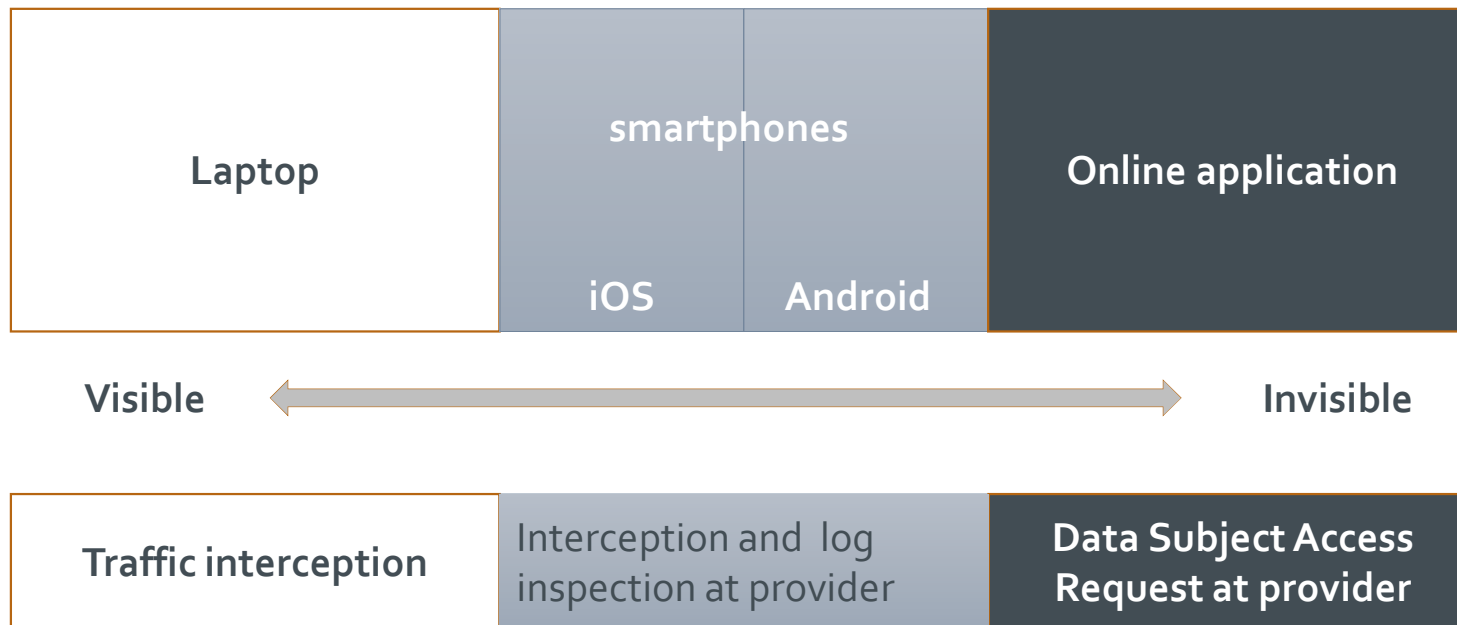 Laptop
smartphones
iOS
Android
Online application
Visible
Invisible
Traffic interception
Interception and log
inspection at provider
Data Subject Access
Request at provider